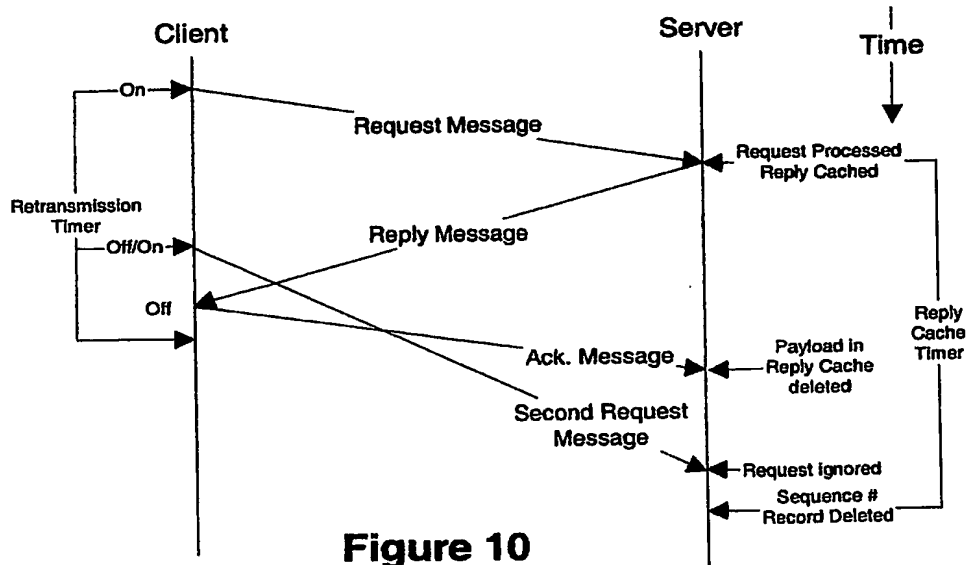 Client
Server
Time
On
Request Message
Request Processed
Reply Cached
Retransmission
Timer
Reply Message
Off/On
Off
Reply
Cache
Timer
Ack. Message
Payload in
Reply Cache
deleted
Second Request
Message
Request ignored
Sequence #
Record Deleted
Figure 10